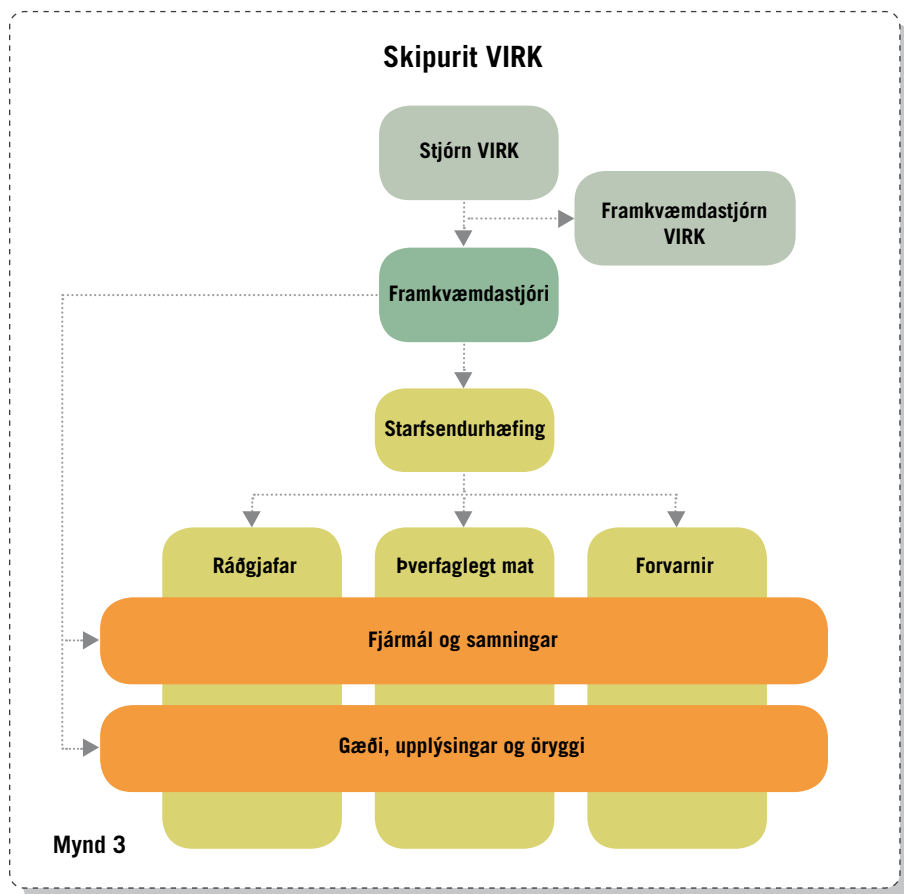 Skipurit VIRK
Stjórn VIRK
Framkvæmdastjórn
VIRK
Framkvæmdastjóri
Starfsendurhæfing
Ráðgjafar
Þverfaglegt mat
Forvarnir
Fjármál og samningar
Gæði, upplýsingar og öryggi
Mynd 3